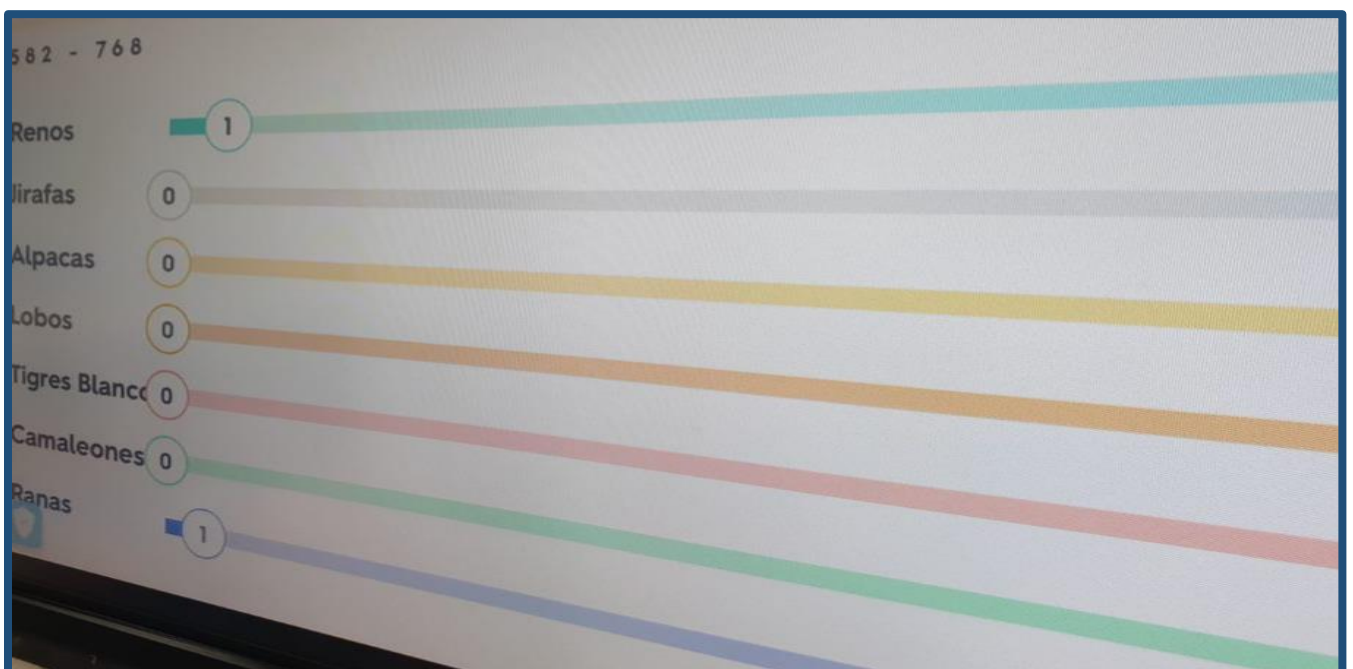 582 - 768
Renos 1
Jirafas 0
Alpacas 0
Lobos 0
Tigres Blanco 0
Camaleones 0
Ranas 1